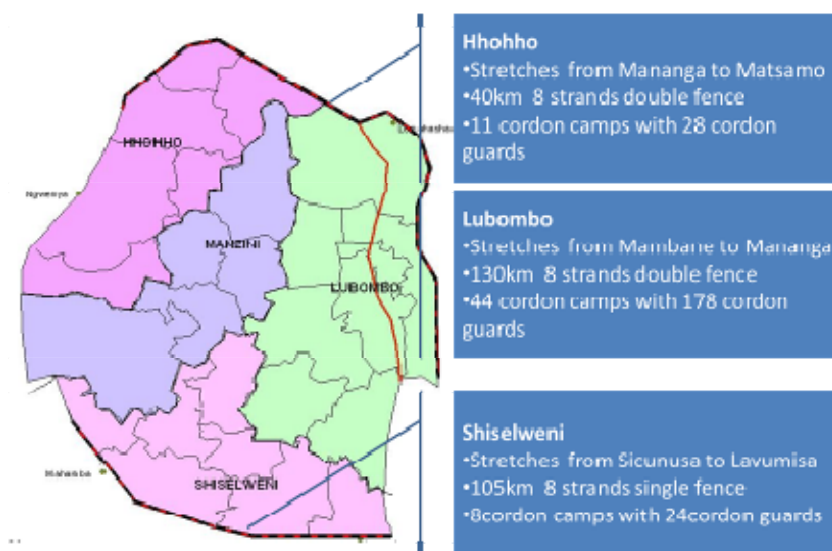 HHOHHO
Ngwenya
MANZINI
LUBOMBO
Mahamba
SHISELWENI
Hhohho
•Stretches from Mananga to Matsamo
•40km 8 strands double fence
•11 cordon camps with 28 cordon
guards
Lubombo
•Stretches from Mambane to Mananga
•130km 8 strands double fence
•44 cordon camps with 178 cordon
guards
Shiselweni
•Stretches from Sicunusa to Lavumisa
•105km 8 strands single fence
•8cordon camps with 24cordon guards